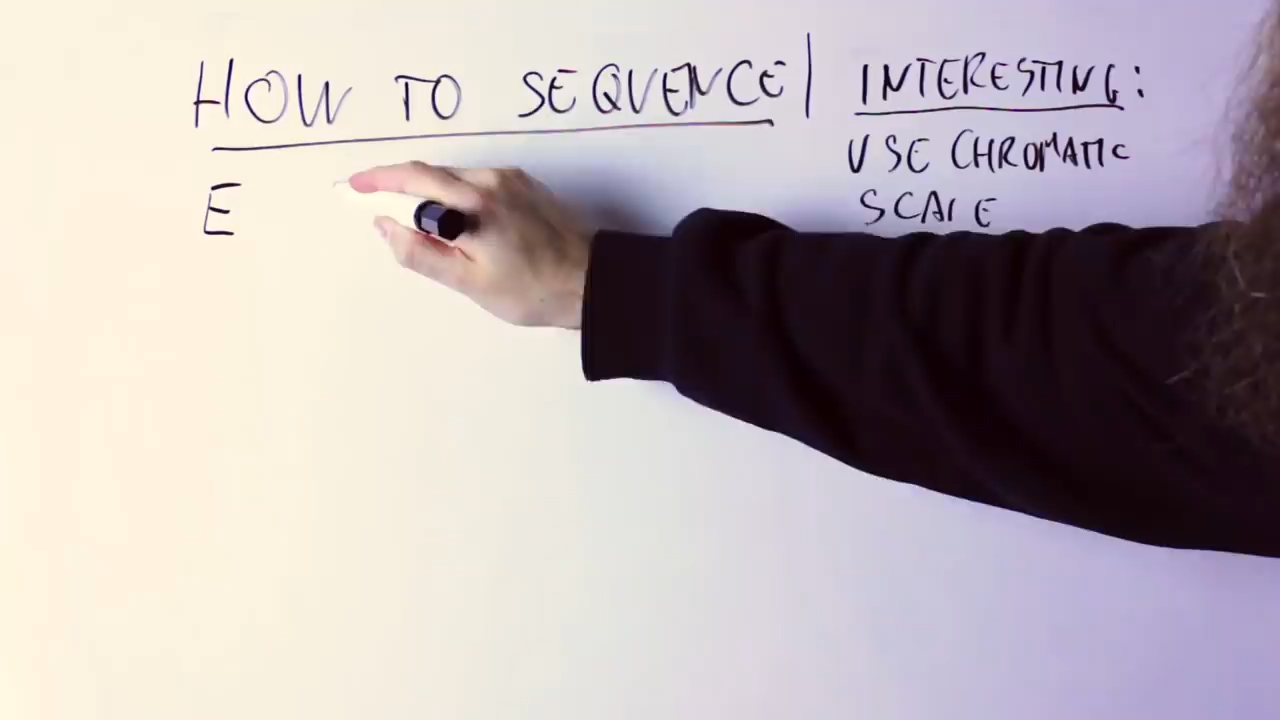 HOW TO SEQUENCE
E
INTERESTING:
USE CHROMATIC
SCALE